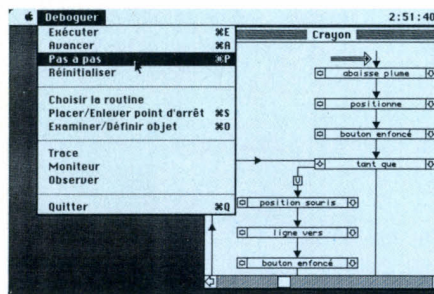 Deboguer
2:51:40
Exécuter ⌘E
Avancer ⌘A
Pas à pas ⌘P
Réinitialiser
Choisir la routine
Placer/Enlever point d'arrêt ⌘S
Examiner/Définir objet ⌘O
Trace
Moniteur
Observer
Quitter ⌘Q
Crayon
abaisse plume
positionne
bouton enfoncé
tant que
U
position souris
ligne vers
bouton enfoncé